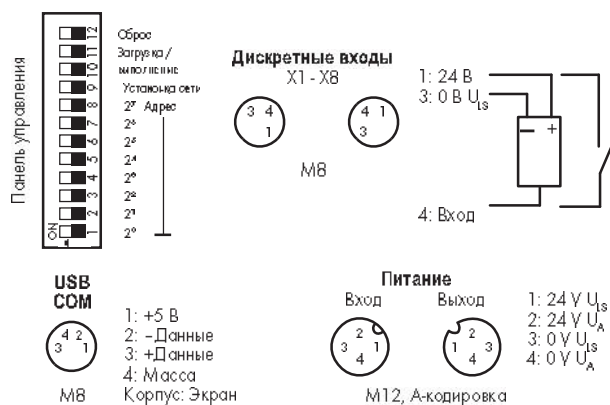 Панель управления
12 Сброс
11 Загрузка/
10 выполнение
9 Установка сети
8 2⁷ Адрес
7 2⁶
6 2⁵
5 2⁴
4 2³
3 2²
2 2¹
ON 1 2⁰
Дискретные входы
X1 - X8
3 4
1
4 1
3
M8
1: 24 В
3: 0 В U_LS
– +
4: Вход
USB
COM
4 2
3 1
M8
1: +5 В
2: –Данные
3: +Данные
4: Масса
Корпус: Экран
Питание
Вход
Выход
2
3 1
4
2
1 3
4
M12, А-кодировка
1: 24 V U_LS
2: 24 V U_A
3: 0 V U_LS
4: 0 V U_A